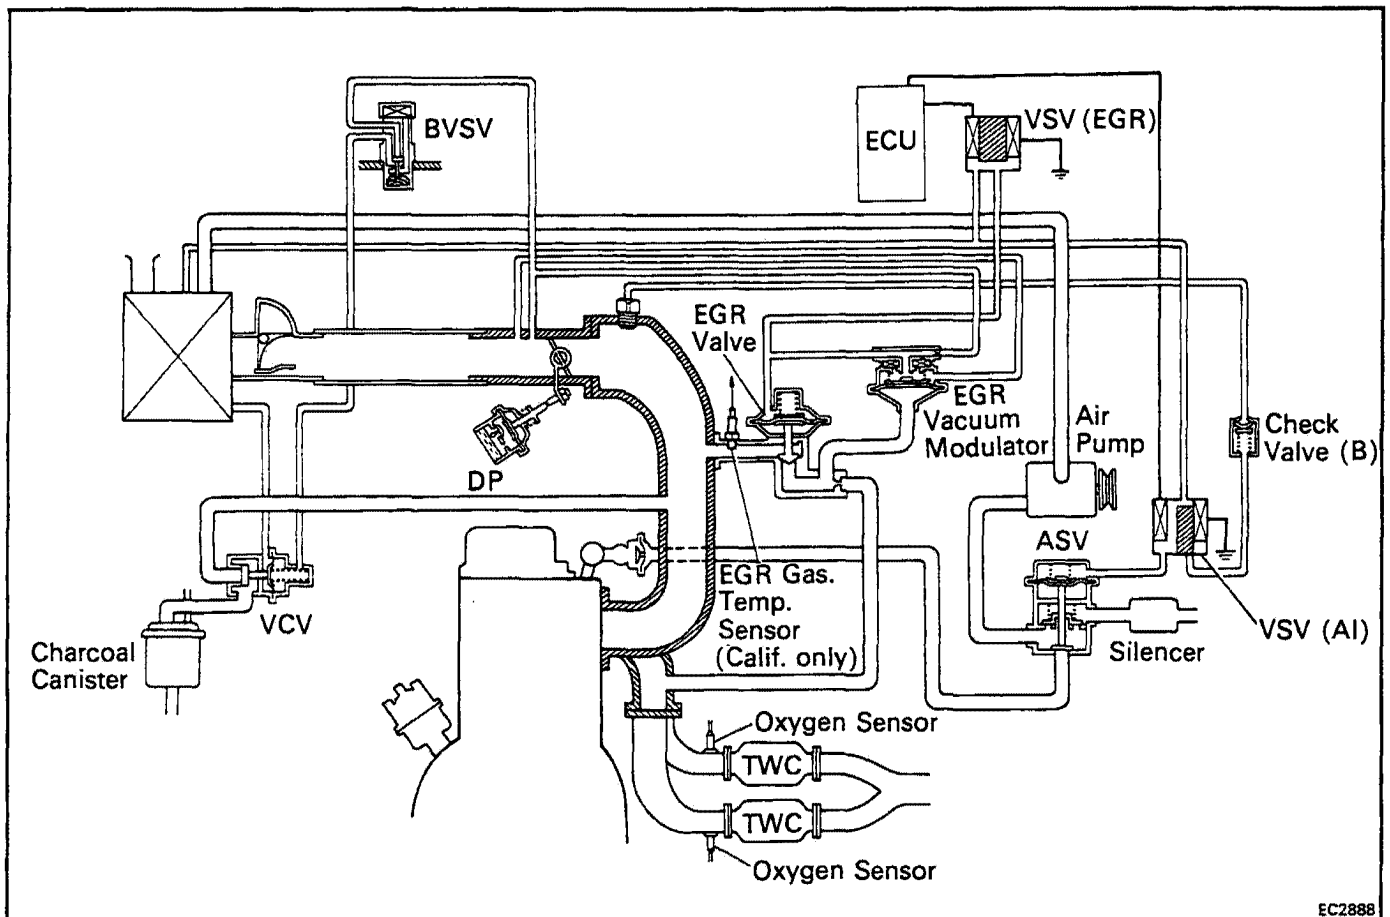 BVSV
ECU
VSV (EGR)
EGR
Valve
EGR
Vacuum
Modulator
Air
Pump
Check
Valve (B)
DP
ASV
EGR Gas.
Temp.
Sensor
(Calif. only)
VCV
Charcoal
Canister
Silencer
VSV (AI)
Oxygen Sensor
TWC
TWC
Oxygen Sensor
EC2888